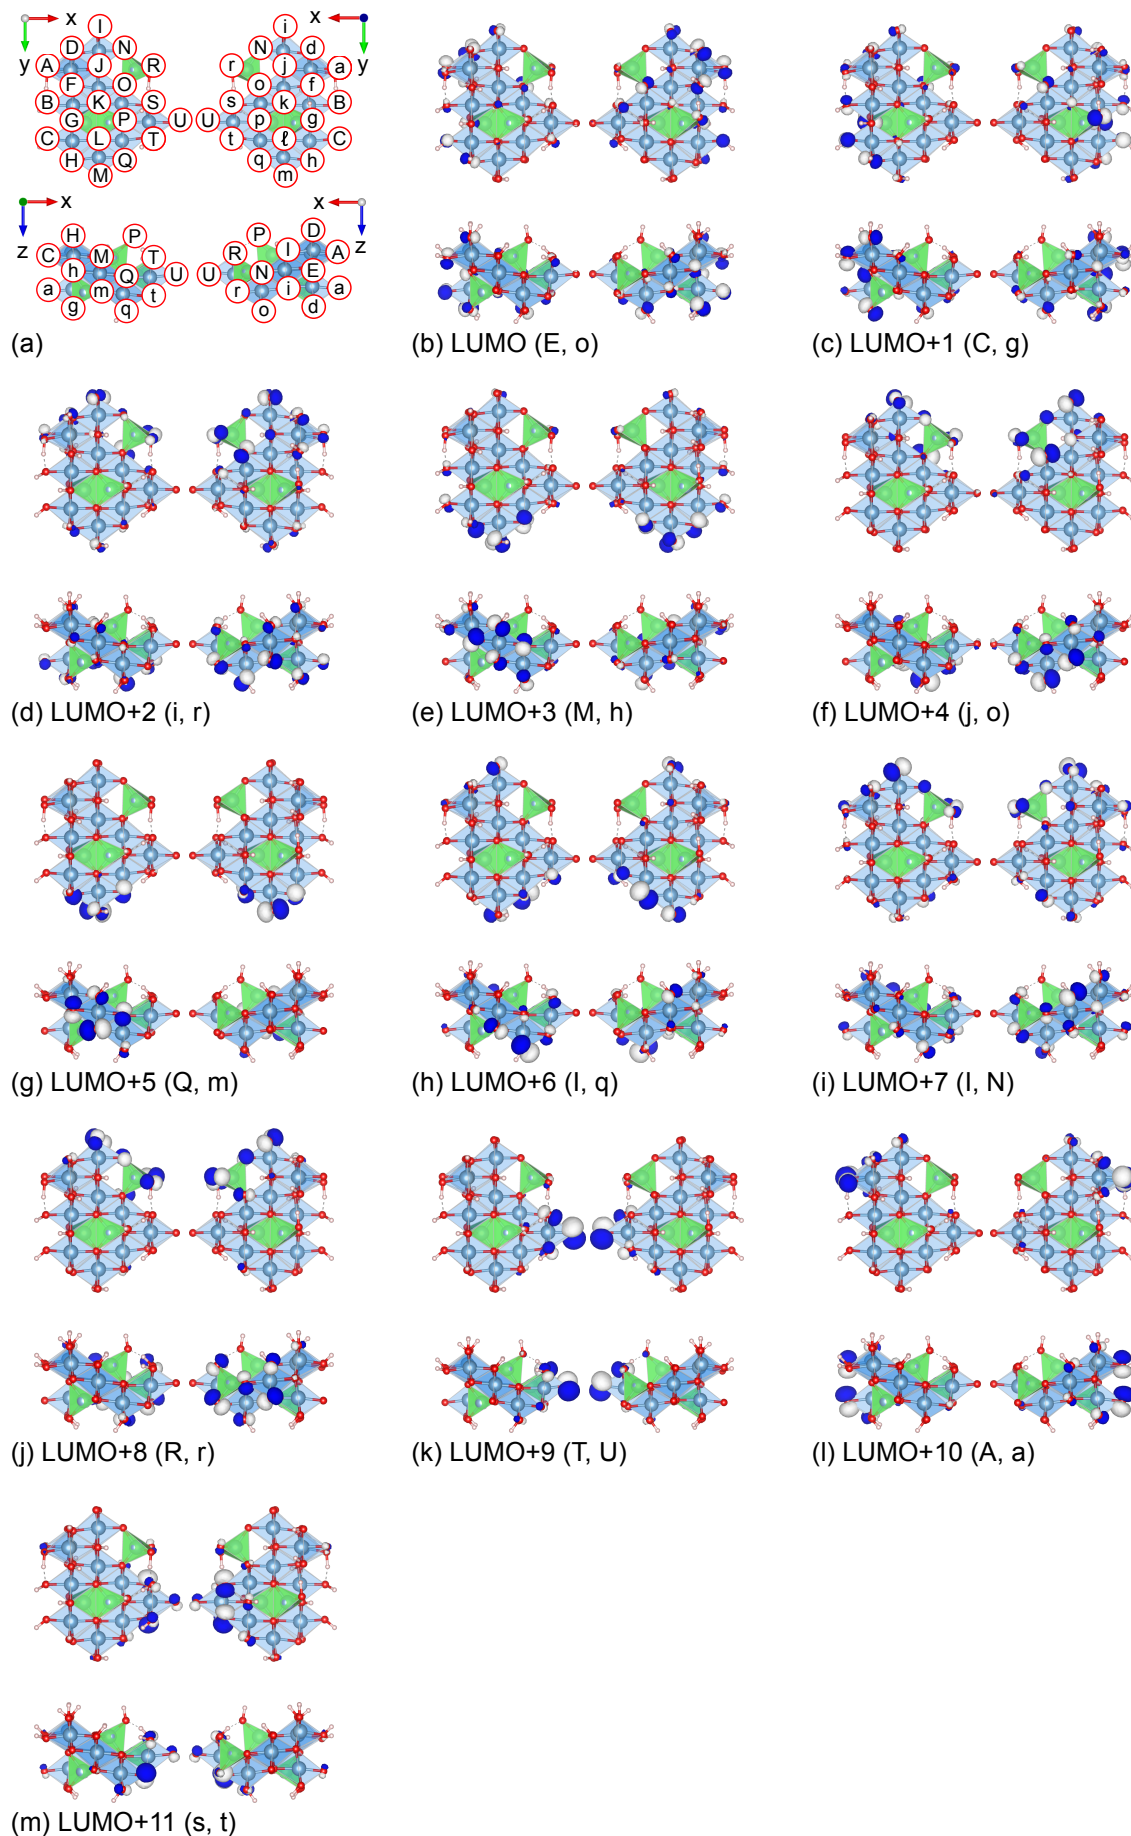 x I i x
D N N d
y A J R r j a y
F O o f
B K S s k B
G P U U p g
C L T t ℓ C
H Q q h
M m
x x
H P P D
z C M T R I A z
h Q U U N E
a m t r i a
g q o d
(a)
(b) LUMO (E, o)
(c) LUMO+1 (C, g)
(d) LUMO+2 (i, r)
(e) LUMO+3 (M, h)
(f) LUMO+4 (j, o)
(g) LUMO+5 (Q, m)
(h) LUMO+6 (I, q)
(i) LUMO+7 (I, N)
(j) LUMO+8 (R, r)
(k) LUMO+9 (T, U)
(l) LUMO+10 (A, a)
(m) LUMO+11 (s, t)